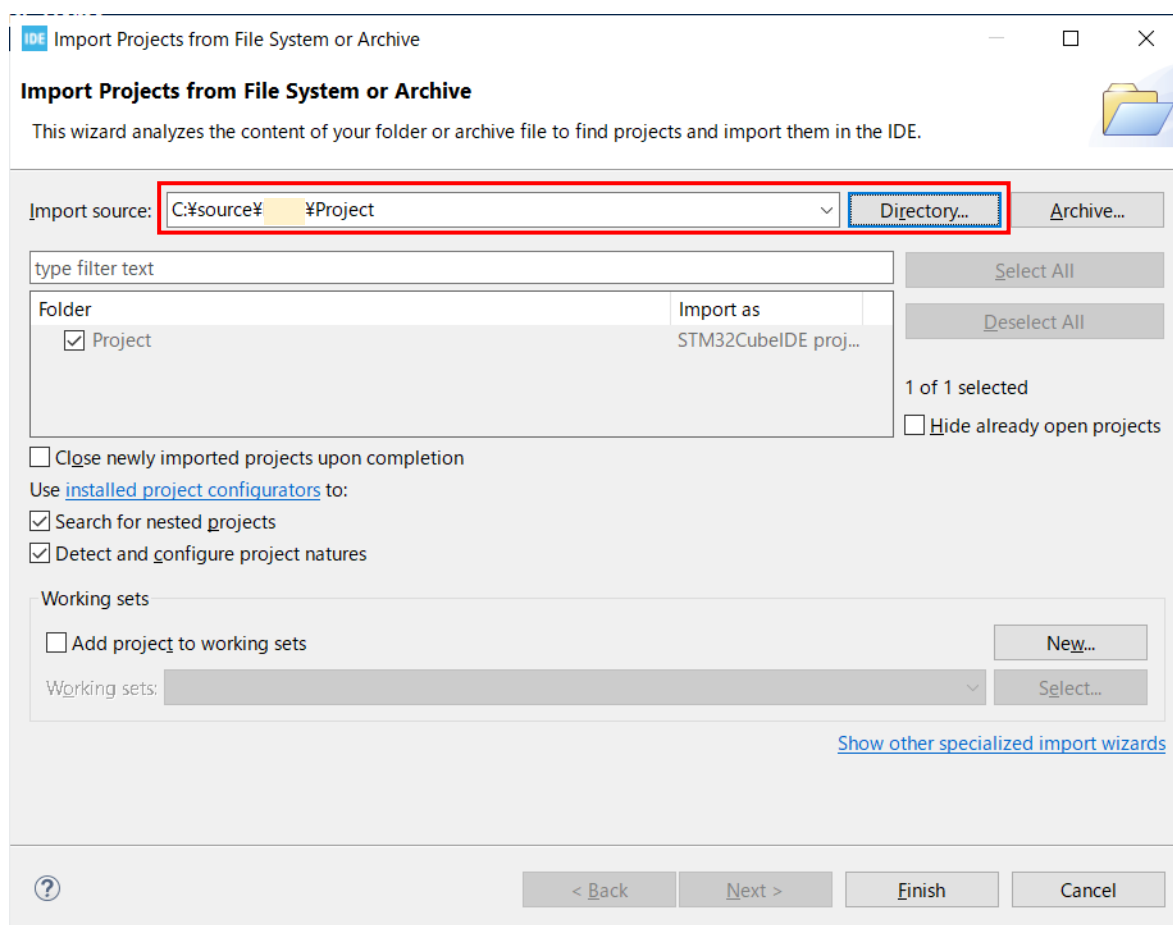 IDE Import Projects from File System or Archive
Import Projects from File System or Archive
This wizard analyzes the content of your folder or archive file to find projects and import them in the IDE.
Import source: C:¥source¥ ¥Project Directory... Archive...
type filter text Select All
Folder Import as
Deselect All
Project STM32CubeIDE proj...
1 of 1 selected
Hide already open projects
Close newly imported projects upon completion
Use installed project configurators to:
Search for nested projects
Detect and configure project natures
Working sets
Add project to working sets New...
Working sets: Select...
Show other specialized import wizards
? < Back Next > Finish Cancel